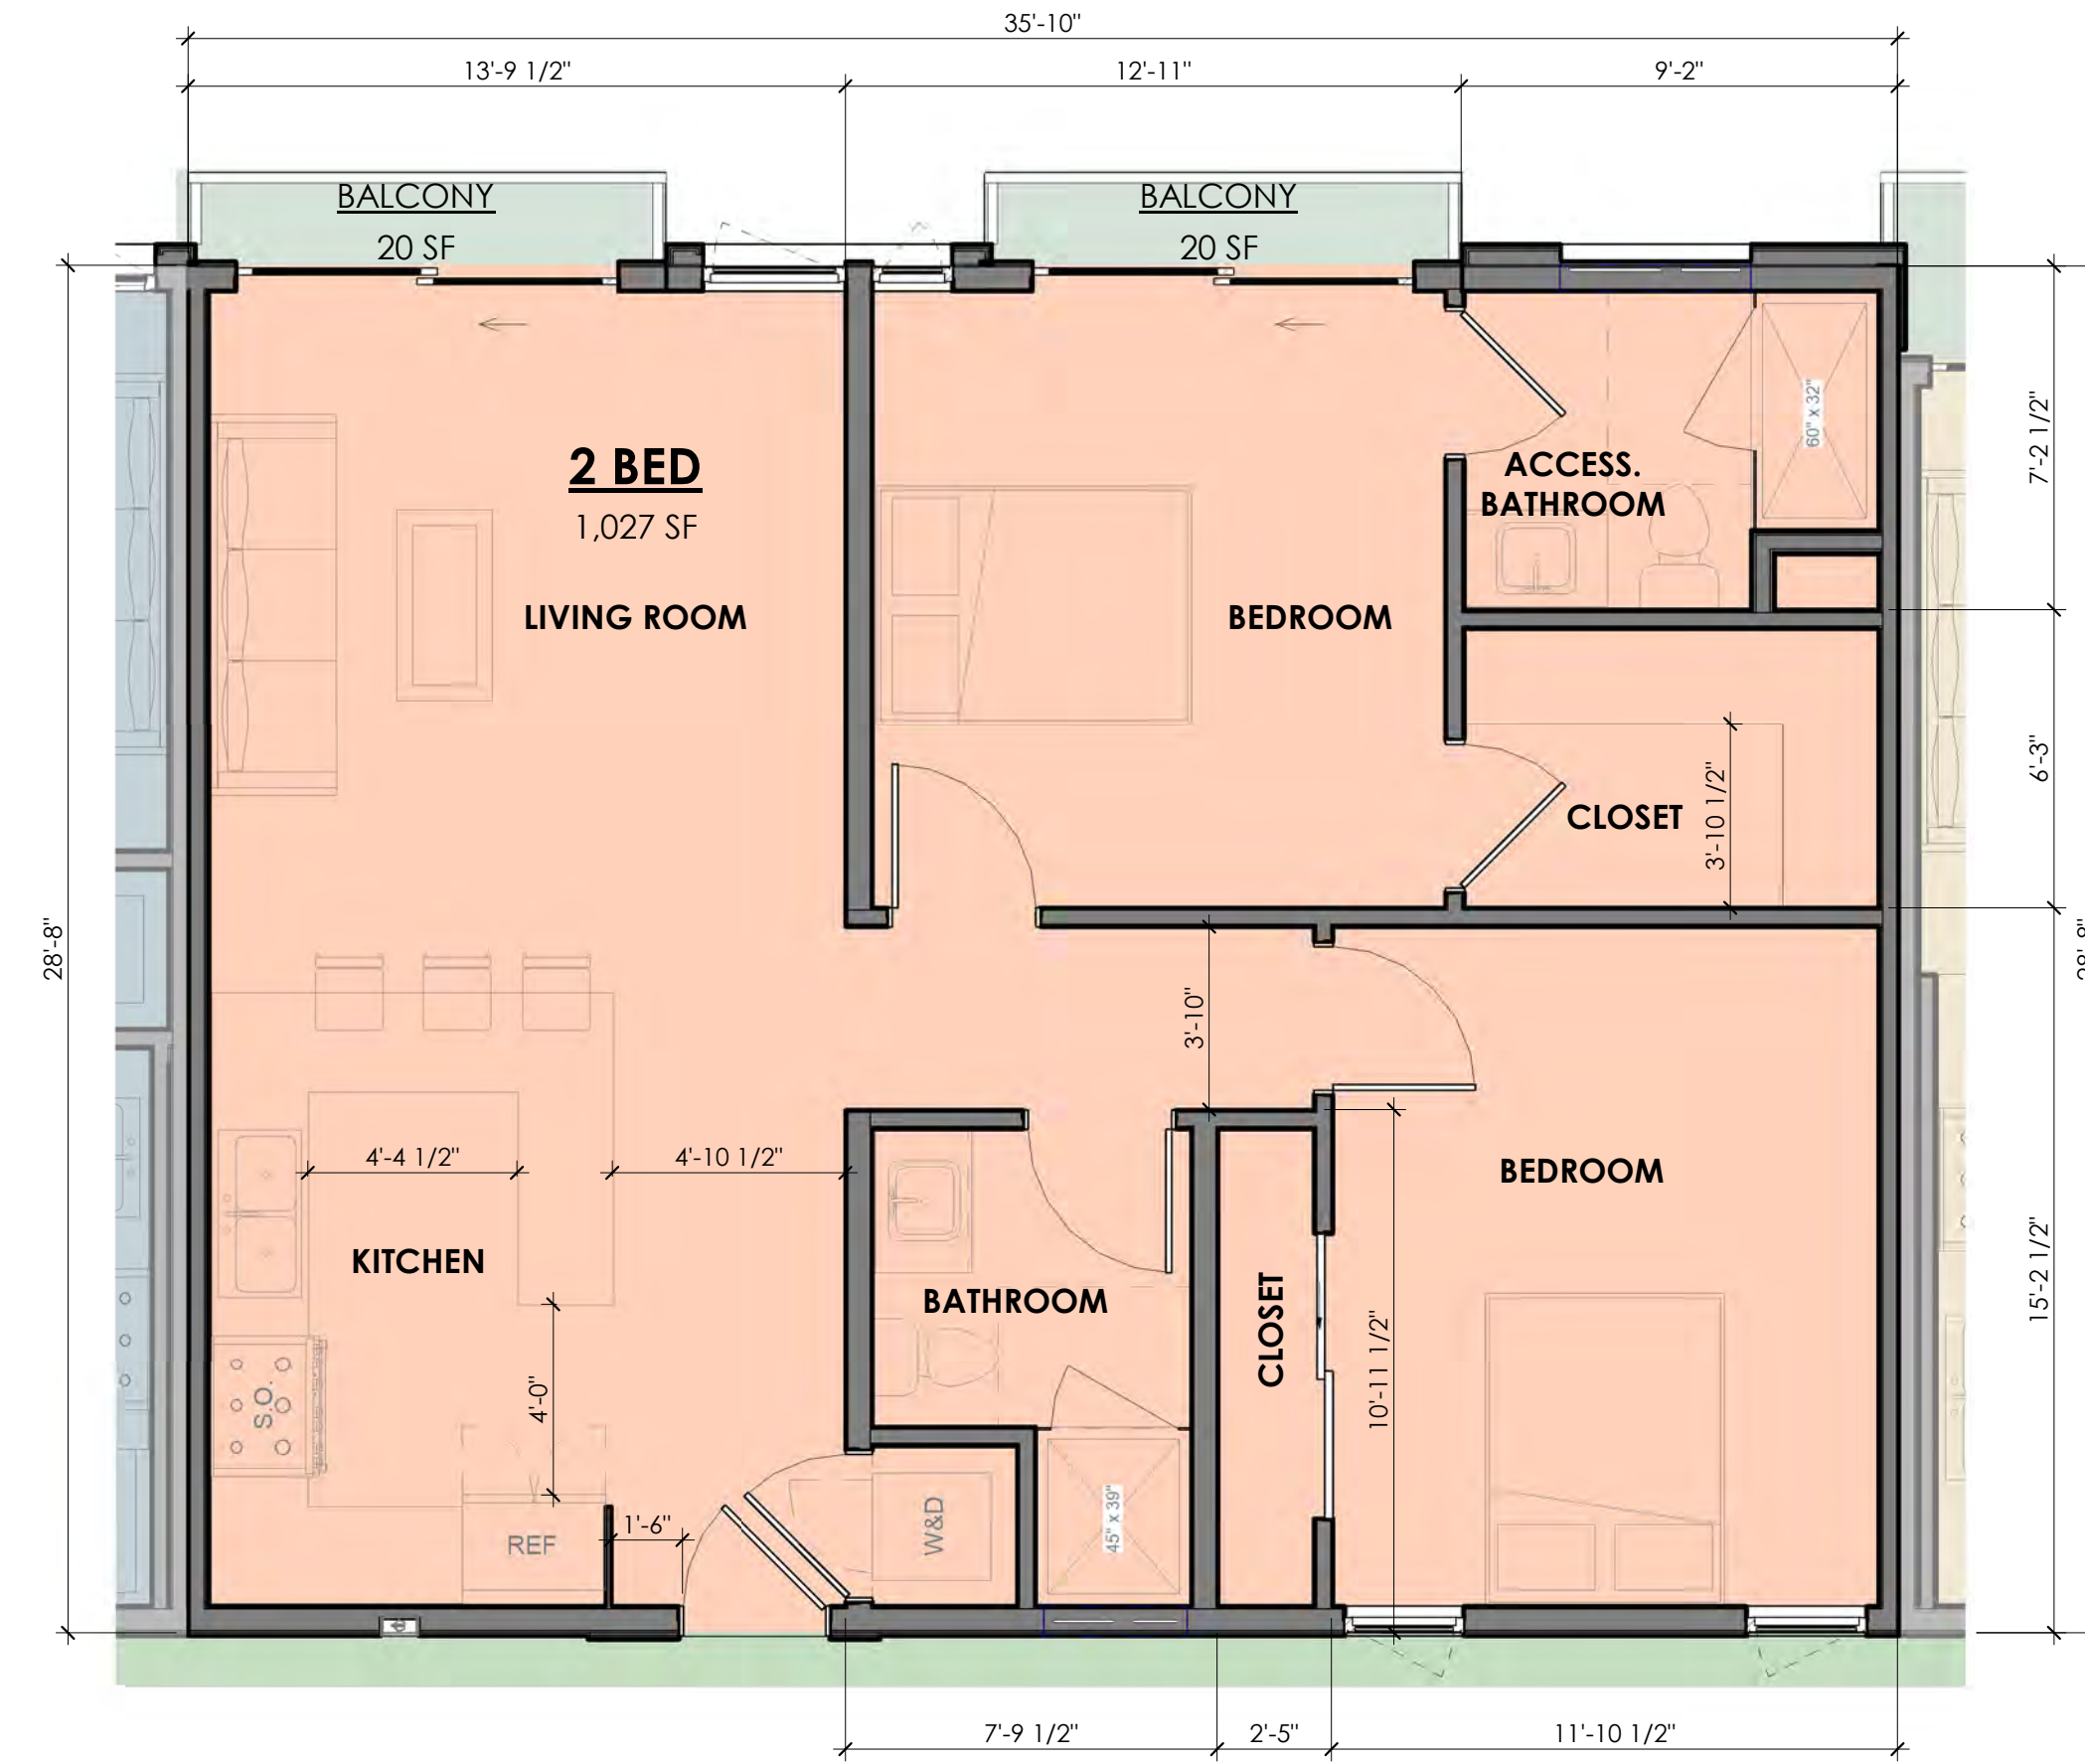 35'-10"
13'-9 1/2"
12'-11"
9'-2"
BALCONY
20 SF
BALCONY
20 SF
2 BED
1,027 SF
LIVING ROOM
BEDROOM
ACCESS.
BATHROOM
60" x 32"
7'-2 1/2"
6'-3"
CLOSET
3'-10 1/2"
28'-8"
28'-8"
3'-10"
4'-4 1/2"
4'-10 1/2"
KITCHEN
BEDROOM
BATHROOM
CLOSET
10'-11 1/2"
15'-2 1/2"
S.O.
4'-0"
REF
1'-6"
W&D
45" x 39"
7'-9 1/2"
2'-5"
11'-10 1/2"